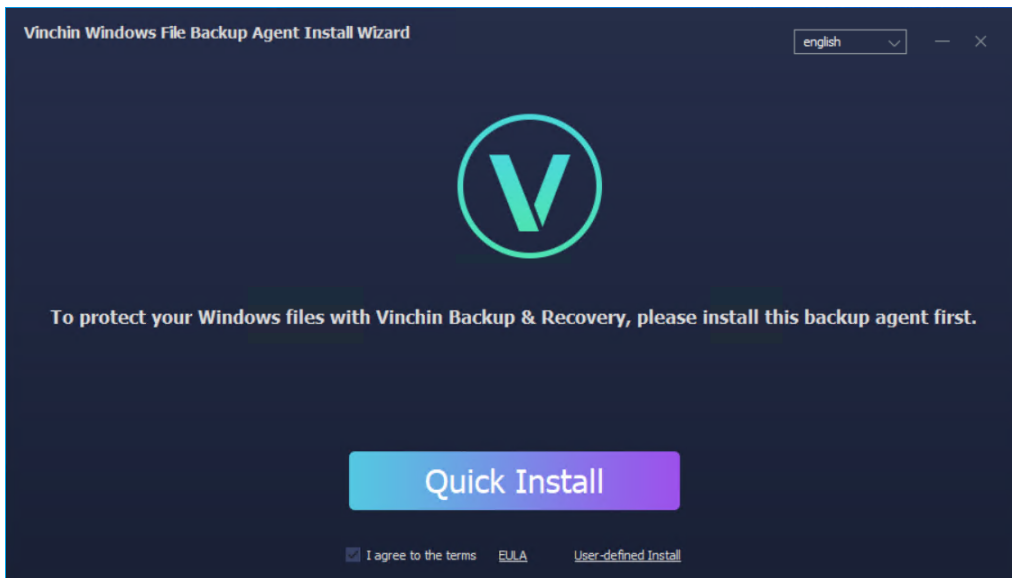 Vinchin Windows File Backup Agent Install Wizard
english
To protect your Windows files with Vinchin Backup & Recovery, please install this backup agent first.
Quick Install
I agree to the terms EULA User-defined Install